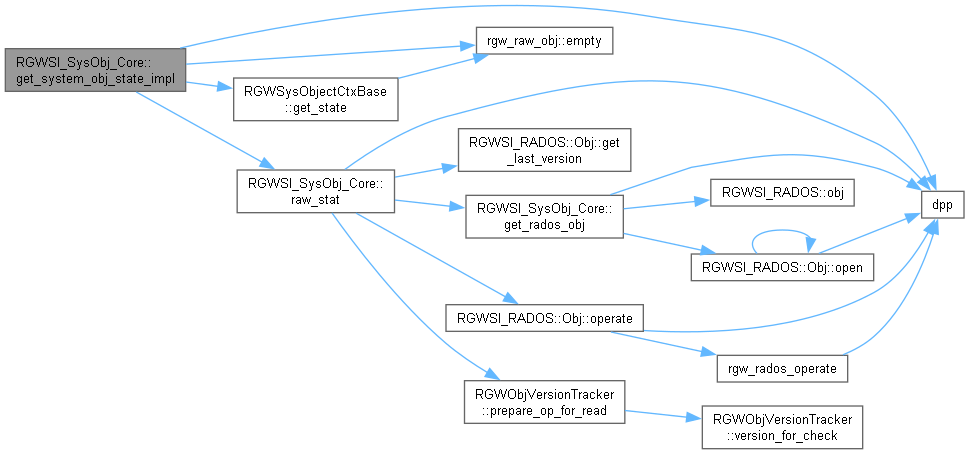 RGWSI_SysObj_Core::
get_system_obj_state_impl
rgw_raw_obj::empty
RGWSysObjectCtxBase
::get_state
RGWSI_RADOS::Obj::get
_last_version
RGWSI_SysObj_Core::
raw_stat
RGWSI_SysObj_Core::
get_rados_obj
RGWSI_RADOS::obj
dpp
RGWSI_RADOS::Obj::open
RGWSI_RADOS::Obj::operate
rgw_rados_operate
RGWObjVersionTracker
::prepare_op_for_read
RGWObjVersionTracker
::version_for_check